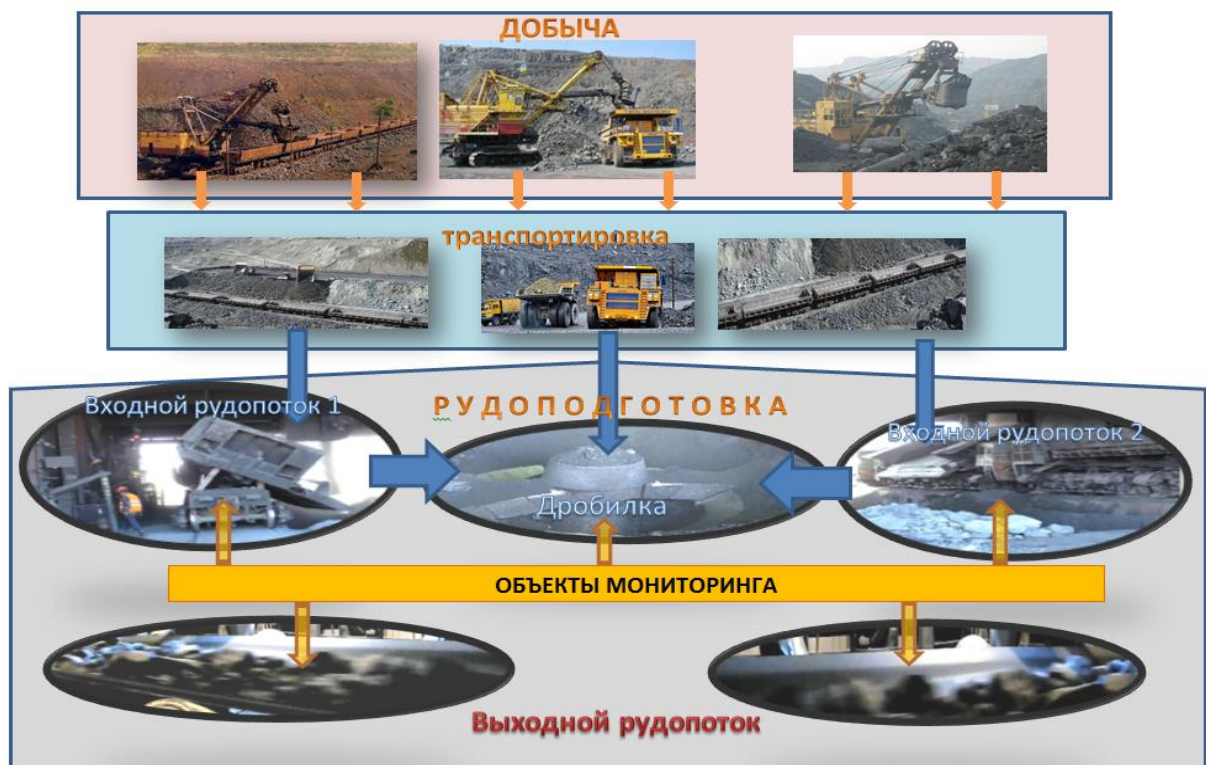 ДОБЫЧА
транспортировка
Входной рудопоток 1
РУДОПОДГОТОВКА
Входной рудопоток 2
Дробилка
ОБЪЕКТЫ МОНИТОРИНГА
Выходной рудопоток